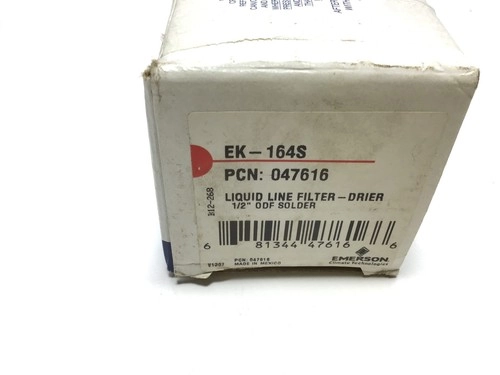 EK-164S
PCN: 047616
LIQUID LINE FILTER-DRIER
1/2" ODF SOLDER
6 81344 47616 6
PCN: 047616
MADE IN MEXICO
EMERSON
Climate Technologies